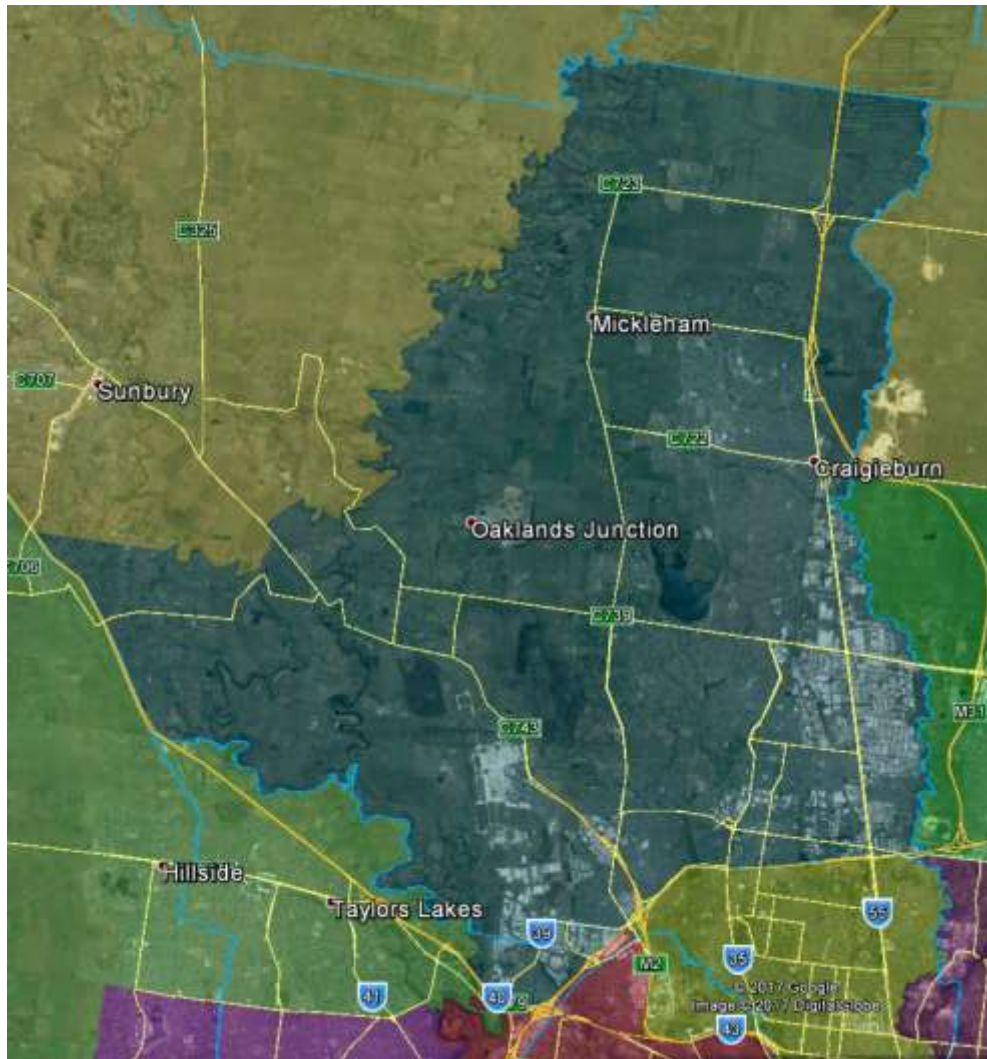 C723
Mickleham
C707
Sunbury
C722
Craigieburn
Oaklands Junction
C739
M31
C743
Hillside
Taylors Lakes
39
55
35
M2
41
40
© 2017 Google
Image © 2017 DigitalGlobe
43